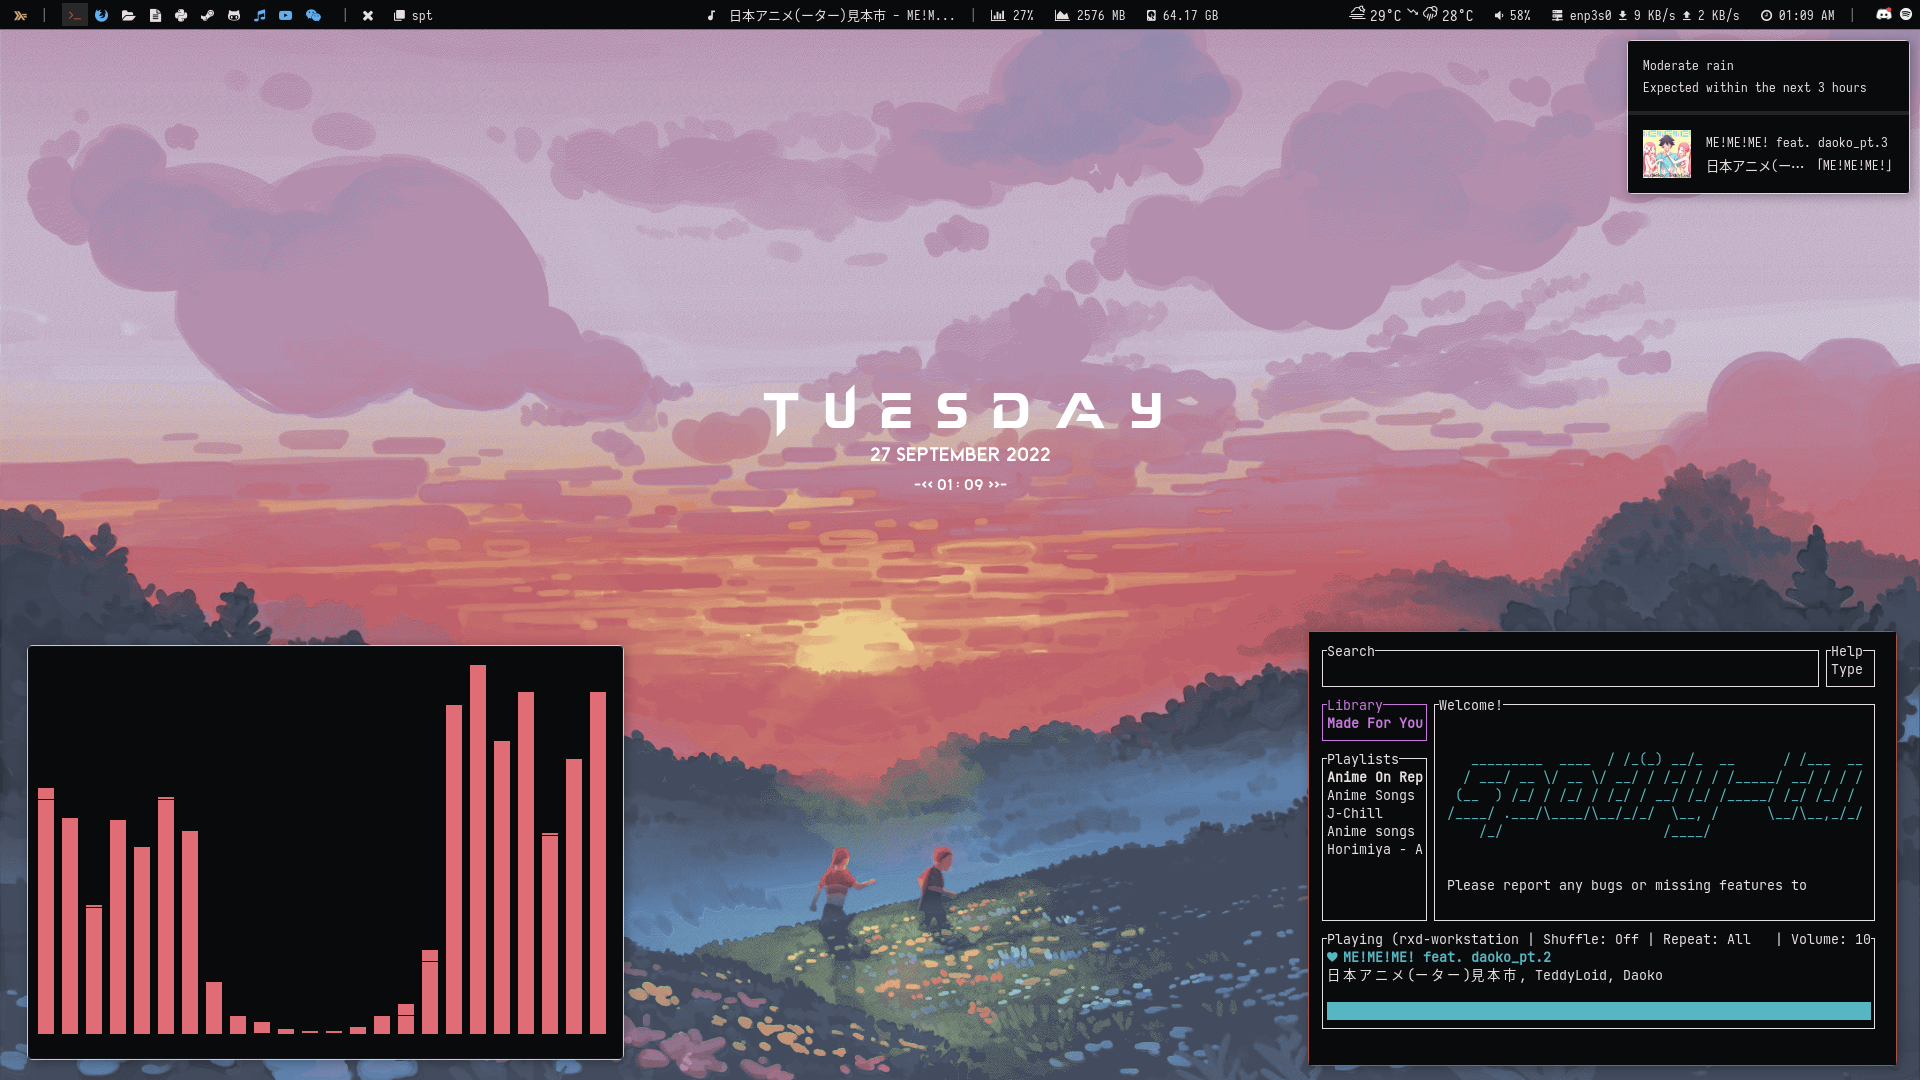 spt
日本アニメ(ーター)見本市 - ME!M...
27%
2576 MB
64.17 GB
29°C
28°C
58%
enp3s0 9 KB/s 2 KB/s
01:09 AM
Moderate rain
Expected within the next 3 hours
ME!ME!ME! feat. daoko_pt.3
日本アニメ(ー… 「ME!ME!ME!」
TUESDAY
27 SEPTEMBER 2022
-<< 01 : 09 >>-
Search
Help
Type
Library
Made For You
Welcome!
Playlists
Anime On Rep
Anime Songs
J-Chill
Anime songs
Horimiya - A
spotify-tui
Please report any bugs or missing features to
Playing (rxd-workstation | Shuffle: Off | Repeat: All | Volume: 10
♥ ME!ME!ME! feat. daoko_pt.2
日本アニメ(ーター)見本市, TeddyLoid, Daoko